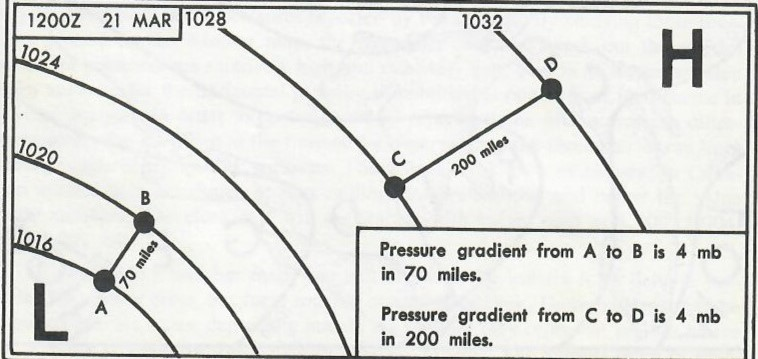 1200Z 21 MAR
1028
1032
1024
1020
1016
D
H
C
200 miles
B
70 miles
A
L
Pressure gradient from A to B is 4 mb
in 70 miles.
Pressure gradient from C to D is 4 mb
in 200 miles.